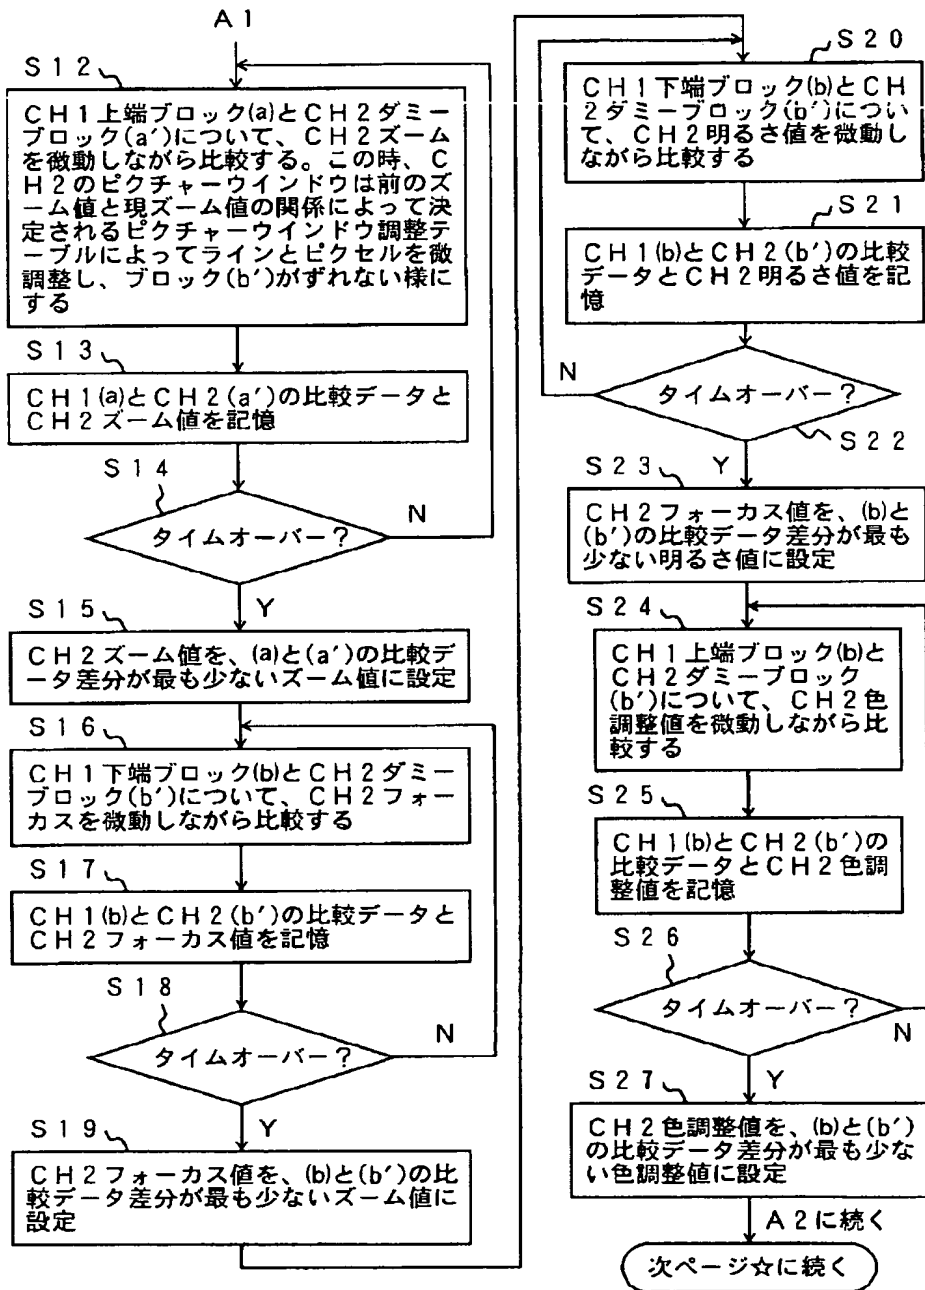 A1
S12
CH1上端ブロック(a)とCH2ダミー
ブロック(a′)について、CH2ズーム
を微動しながら比較する。この時、C
H2のピクチャーウインドウは前のズ
ーム値と現ズーム値の関係によって決
定されるピクチャーウインドウ調整テ
ーブルによってラインとピクセルを微
調整し、ブロック(b′)がずれない様に
する
S13
CH1(a)とCH2(a′)の比較データと
CH2ズーム値を記憶
S14
タイムオーバー?
N
Y
S15
CH2ズーム値を、(a)と(a′)の比較デ
ータ差分が最も少ないズーム値に設定
S16
CH1下端ブロック(b)とCH2ダミー
ブロック(b′)について、CH2フォー
カスを微動しながら比較する
S17
CH1(b)とCH2(b′)の比較データと
CH2フォーカス値を記憶
S18
タイムオーバー?
N
Y
S19
CH2フォーカス値を、(b)と(b′)の比
較データ差分が最も少ないズーム値に
設定
S20
CH1下端ブロック(b)とCH
2ダミーブロック(b′)につい
て、CH2明るさ値を微動し
ながら比較する
S21
CH1(b)とCH2(b′)の比較
データとCH2明るさ値を記
憶
N
タイムオーバー?
S22
Y
S23
CH2フォーカス値を、(b)と
(b′)の比較データ差分が最も
少ない明るさ値に設定
S24
CH1上端ブロック(b)と
CH2ダミーブロック
(b′)について、CH2色
調整値を微動しながら比
較する
S25
CH1(b)とCH2(b′)の
比較データとCH2色調
整値を記憶
S26
タイムオーバー?
N
Y
S27
CH2色調整値を、(b)と(b′)
の比較データ差分が最も少な
い色調整値に設定
A2に続く
次ページ☆に続く